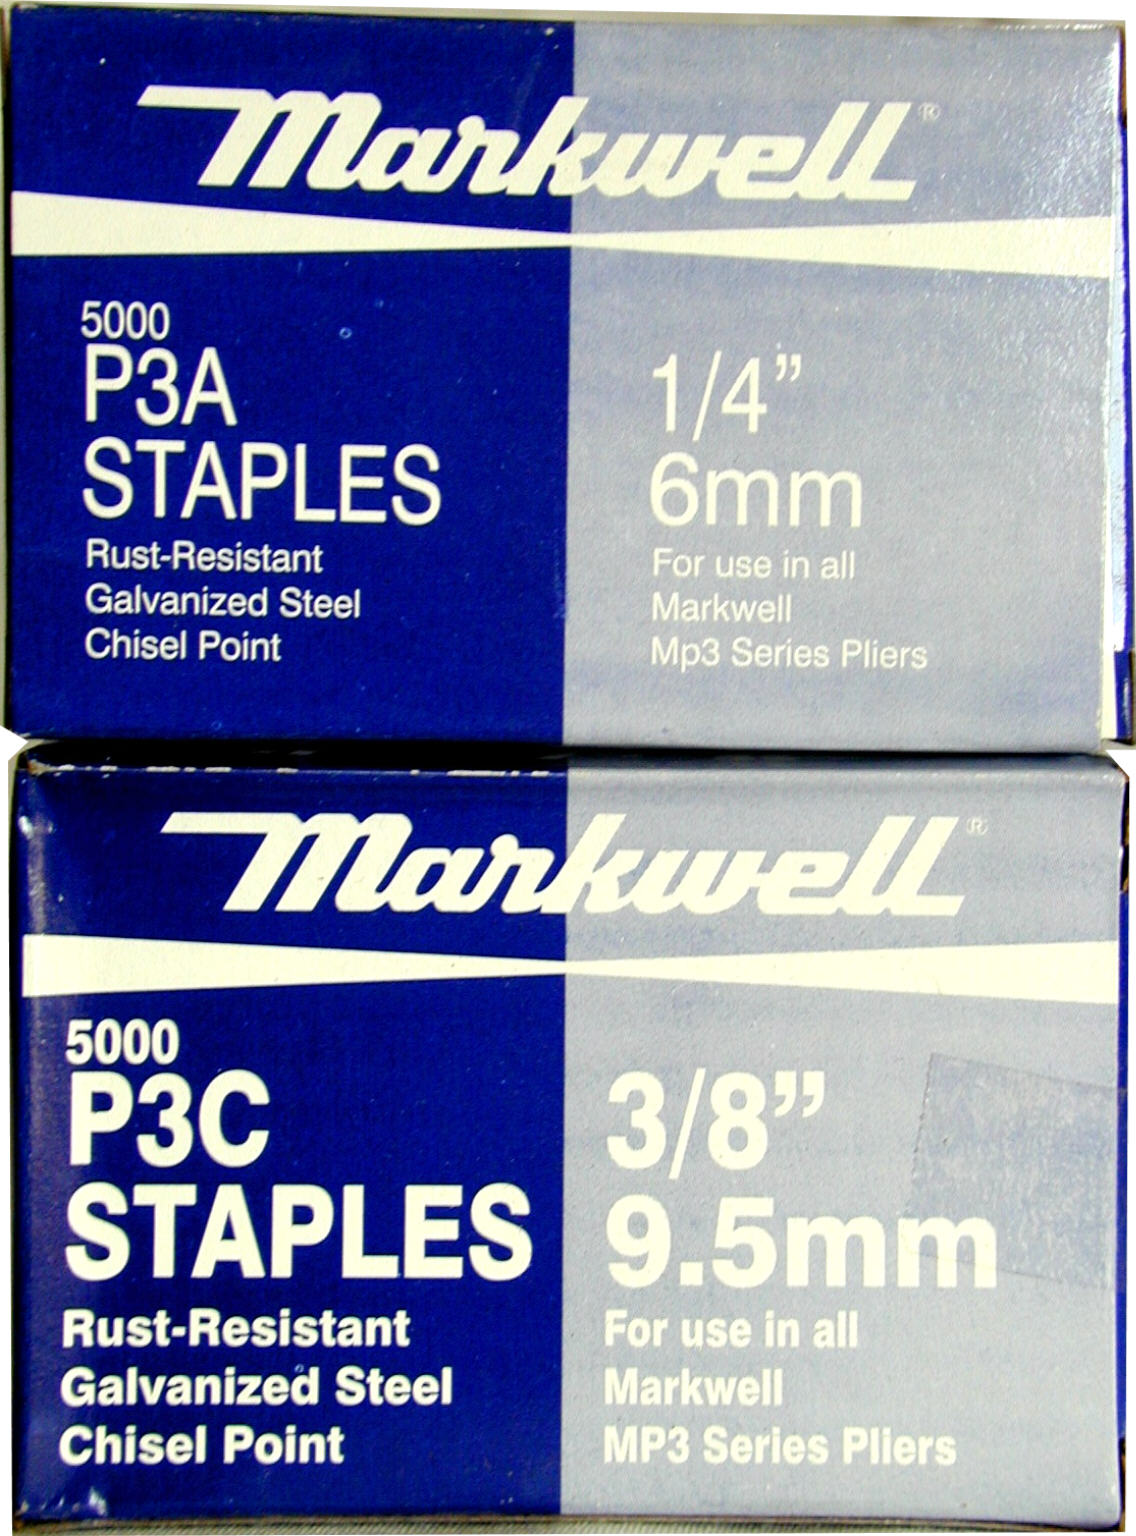 Markwell®
5000
P3A
STAPLES
Rust-Resistant
Galvanized Steel
Chisel Point
1/4”
6mm
For use in all
Markwell
Mp3 Series Pliers
Markwell®
5000
P3C
STAPLES
Rust-Resistant
Galvanized Steel
Chisel Point
3/8”
9.5mm
For use in all
Markwell
MP3 Series Pliers